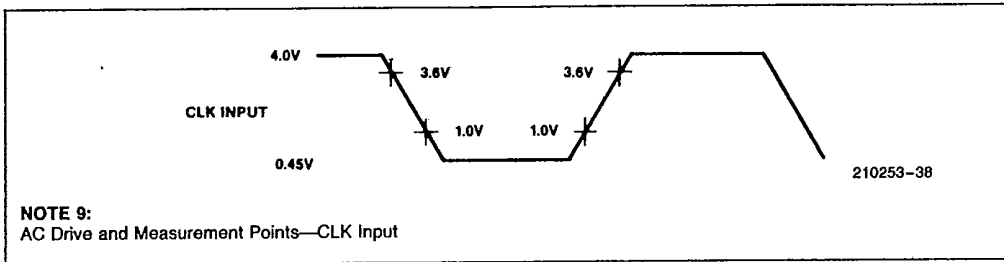 4.0V
3.6V
3.6V
CLK INPUT
1.0V
1.0V
0.45V
210253–38
NOTE 9:
AC Drive and Measurement Points—CLK Input